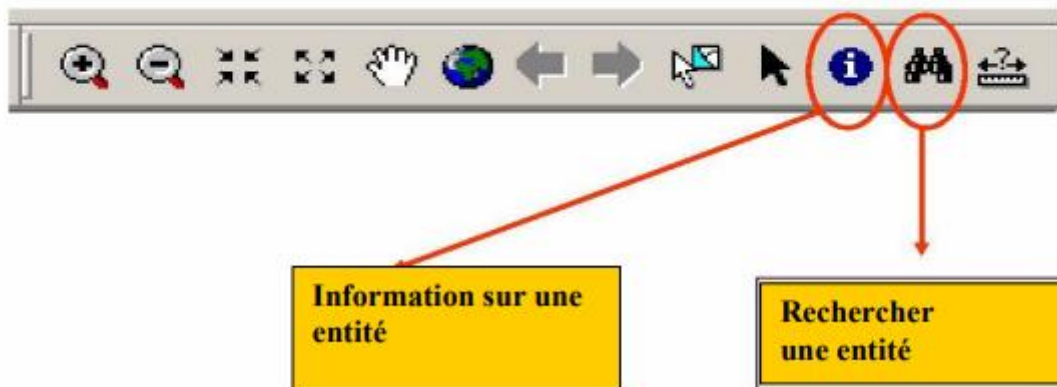 Information sur une
entité
Rechercher
une entité